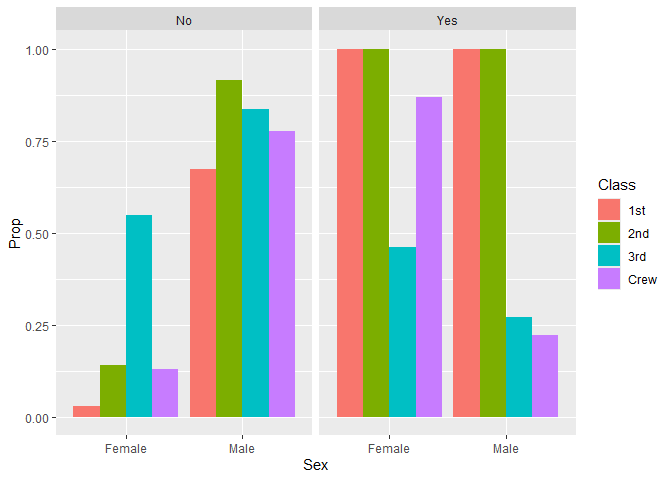 No
Yes
1.00
0.75
0.50
0.25
0.00
Prop
Female
Male
Female
Male
Sex
Class
1st
2nd
3rd
Crew